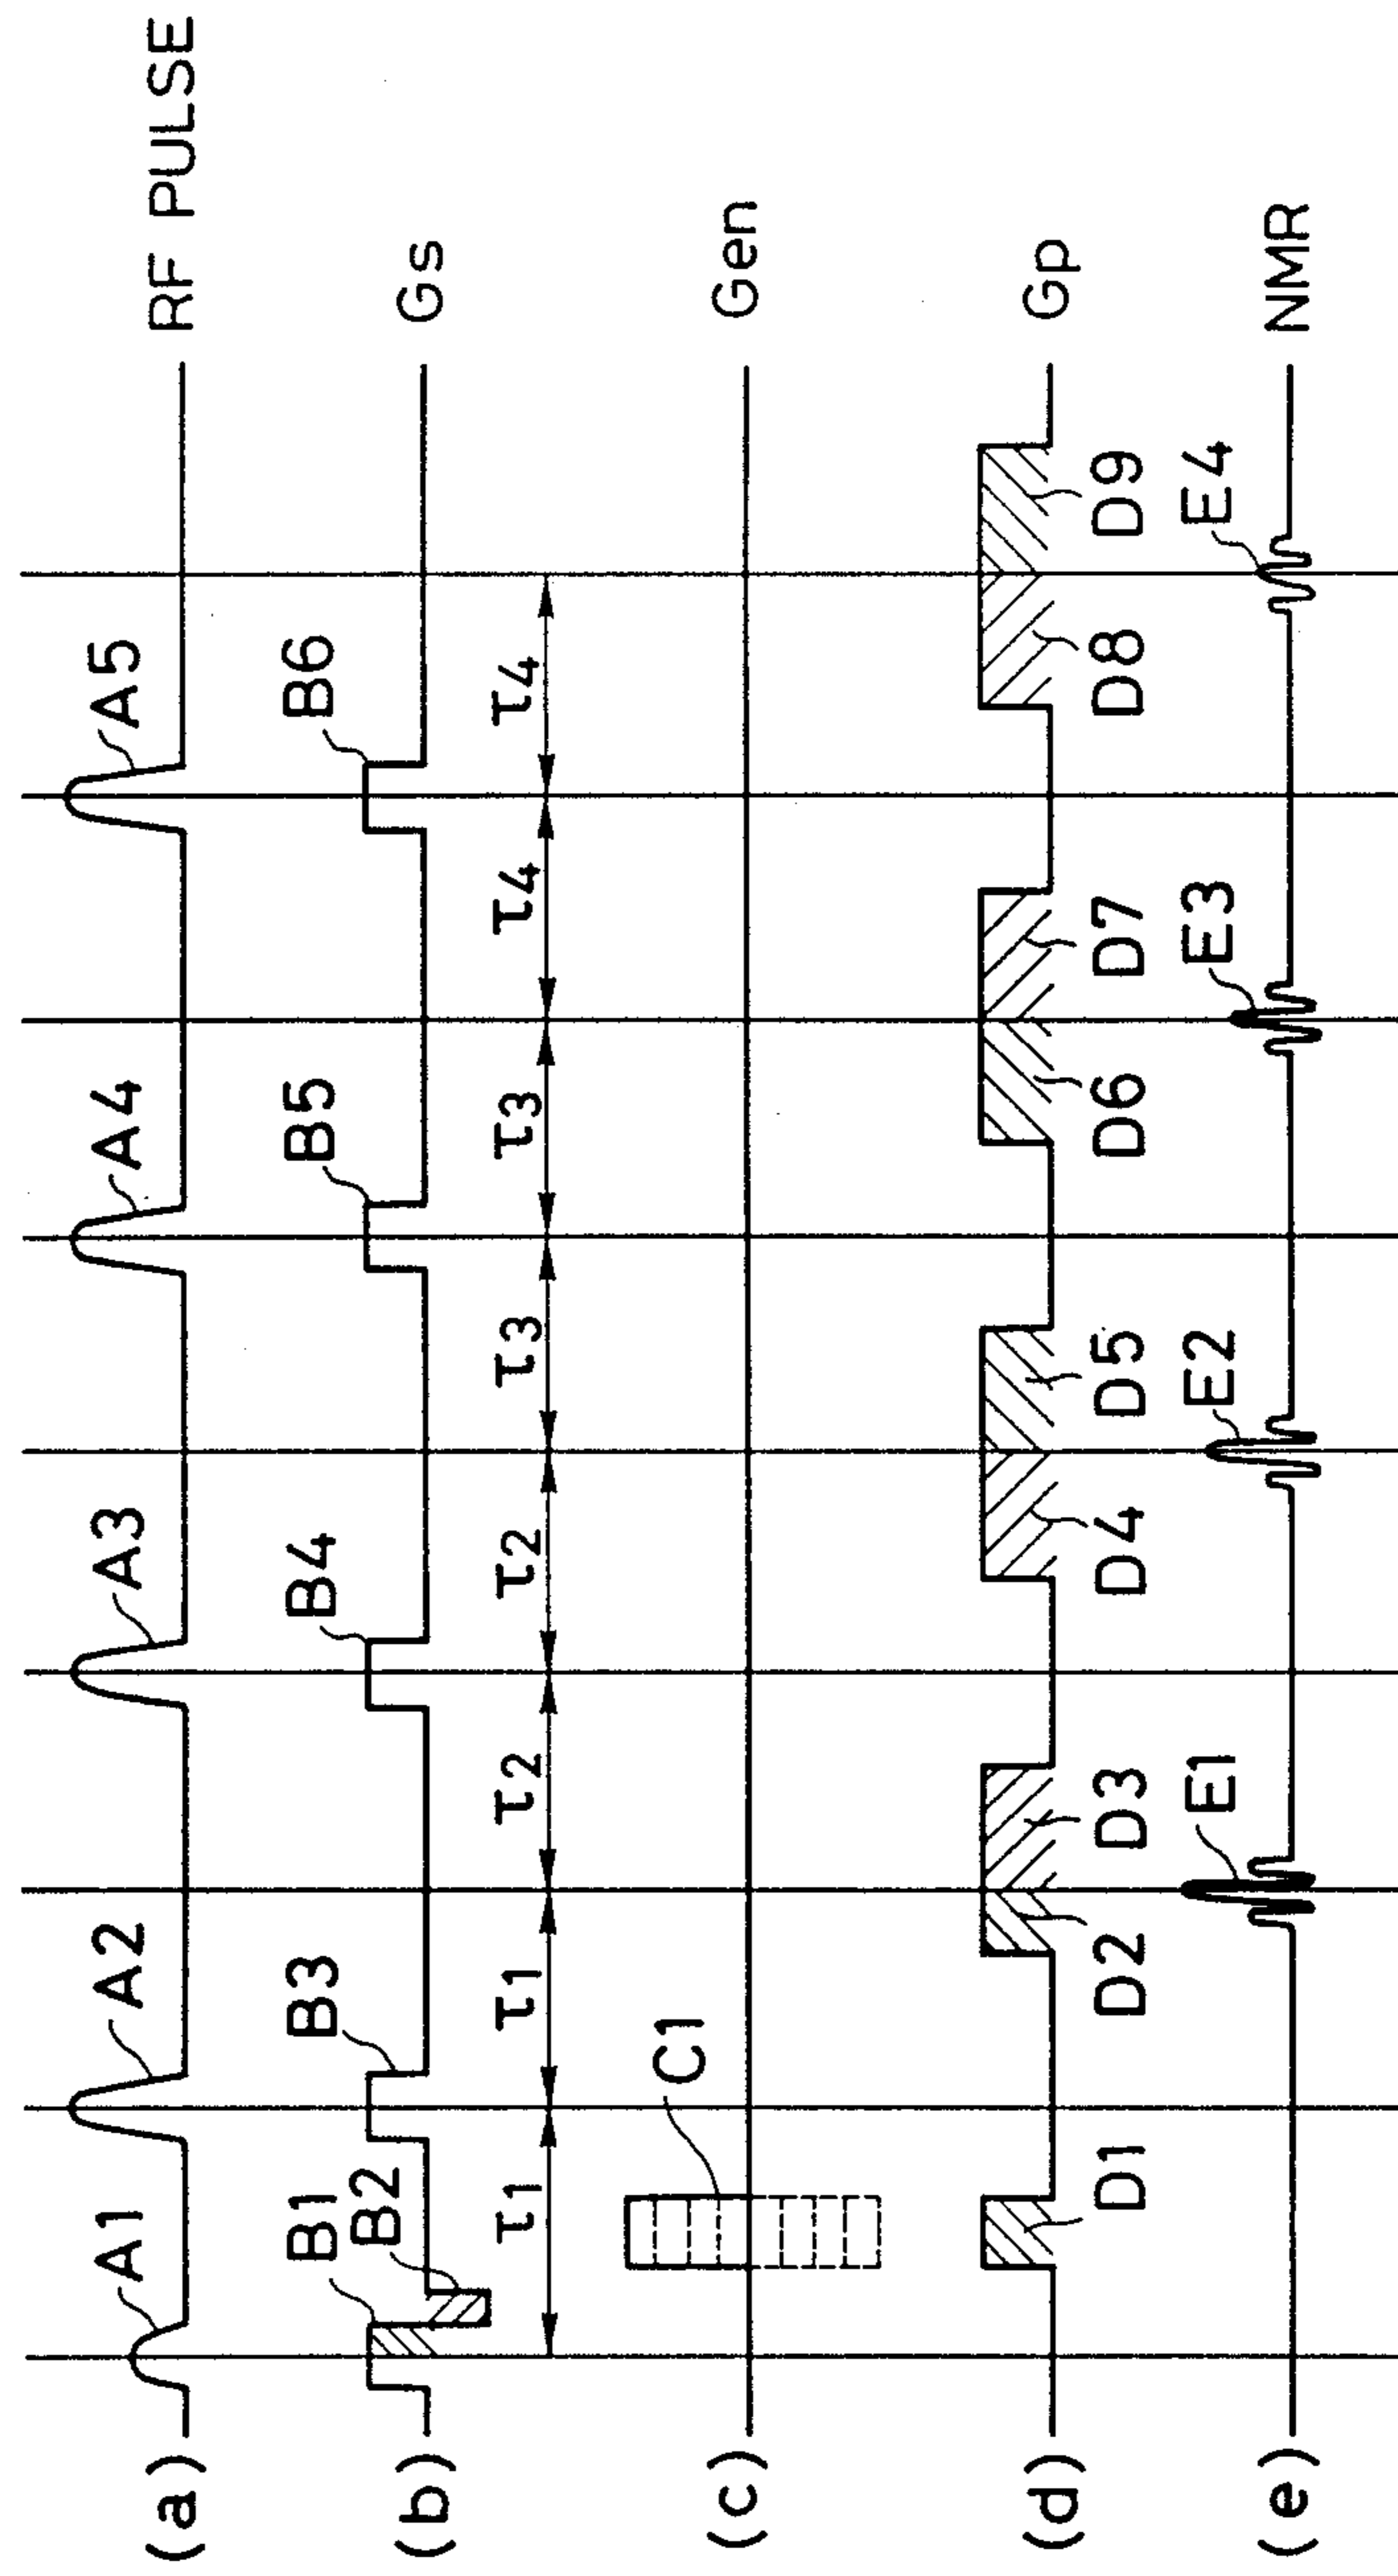 (a) A1 A2 A3 A4 A5 RF PULSE
(b) B1 B2 B3 B4 B5 B6 Gs
τ1 τ1 τ2 τ2 τ3 τ3 τ4 τ4
(c) C1 Gen
(d) D1 D2 D3 D4 D5 D6 D7 D8 D9 Gp
(e) E1 E2 E3 E4 NMR